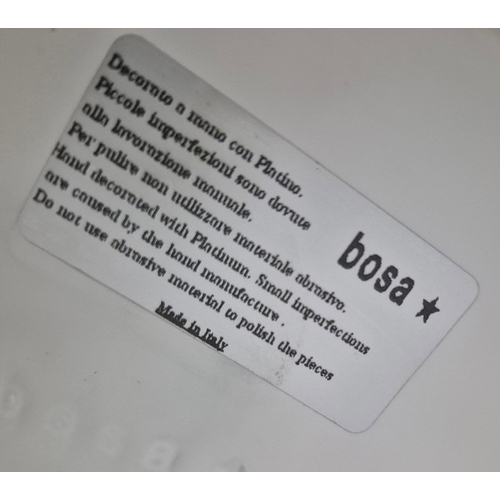 Decorato a mano con Platino.
Piccole imperfezioni sono dovute
alla lavorazione manuale.
Per pulire non utilizzare materiale abrasivo.
Hand decorated with Platinum. Small imperfections
are caused by the hand manufacture.
Do not use abrasive material to polish the pieces
Made in Italy
bosa